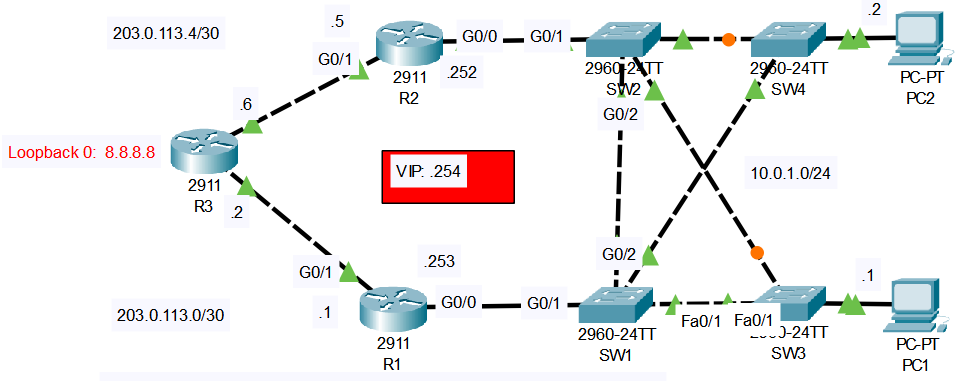 203.0.113.4/30
.5
G0/1
2911
R2
G0/0
.252
G0/1
2960-24TT
SW2
G0/2
2960-24TT
SW4
.2
PC-PT
PC2
.6
Loopback 0: 8.8.8.8
2911
R3
.2
VIP: .254
10.0.1.0/24
G0/2
.253
G0/1
.1
203.0.113.0/30
2911
R1
G0/0
G0/1
2960-24TT
SW1
Fa0/1
Fa0/1
2960-24TT
SW3
.1
PC-PT
PC1